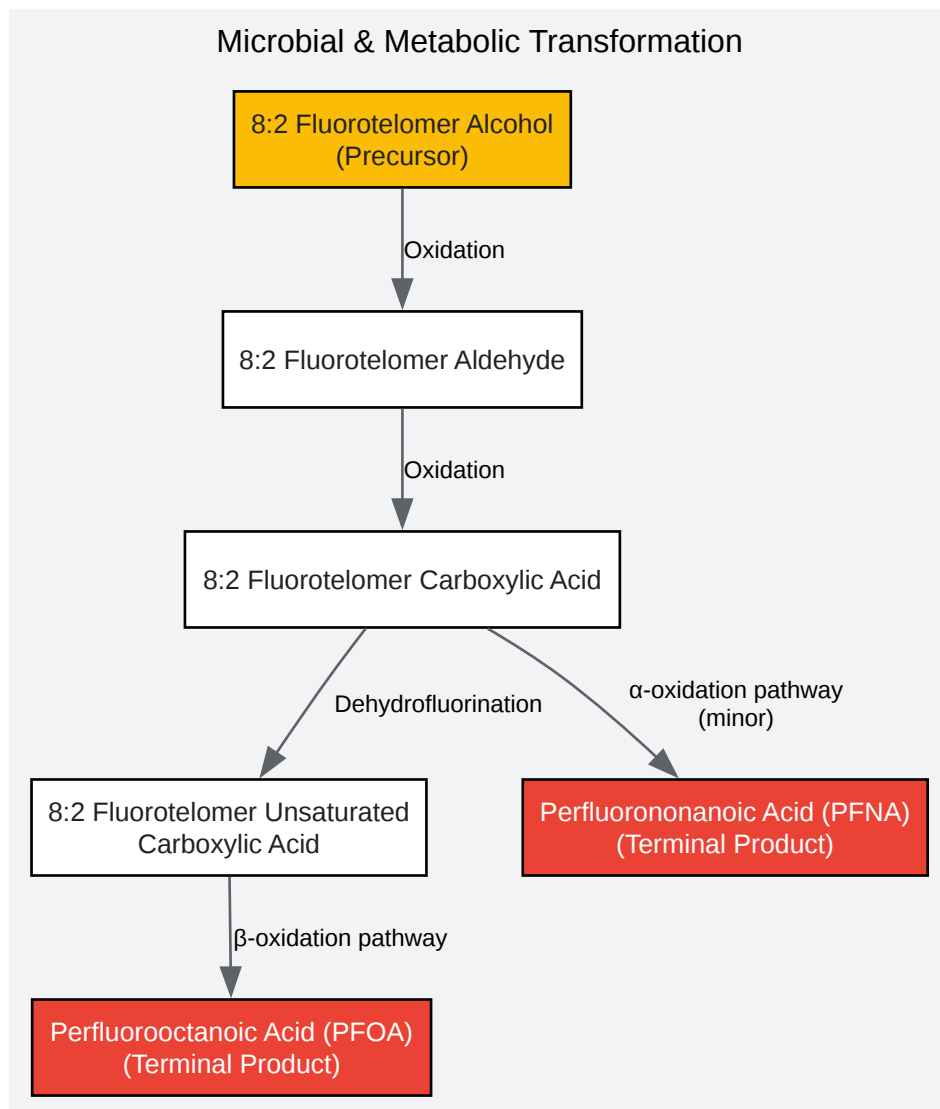 Microbial & Metabolic Transformation
8:2 Fluorotelomer Alcohol
(Precursor)
Oxidation
8:2 Fluorotelomer Aldehyde
Oxidation
8:2 Fluorotelomer Carboxylic Acid
Dehydrofluorination
α-oxidation pathway
(minor)
8:2 Fluorotelomer Unsaturated
Carboxylic Acid
Perfluorononanoic Acid (PFNA)
(Terminal Product)
β-oxidation pathway
Perfluorooctanoic Acid (PFOA)
(Terminal Product)